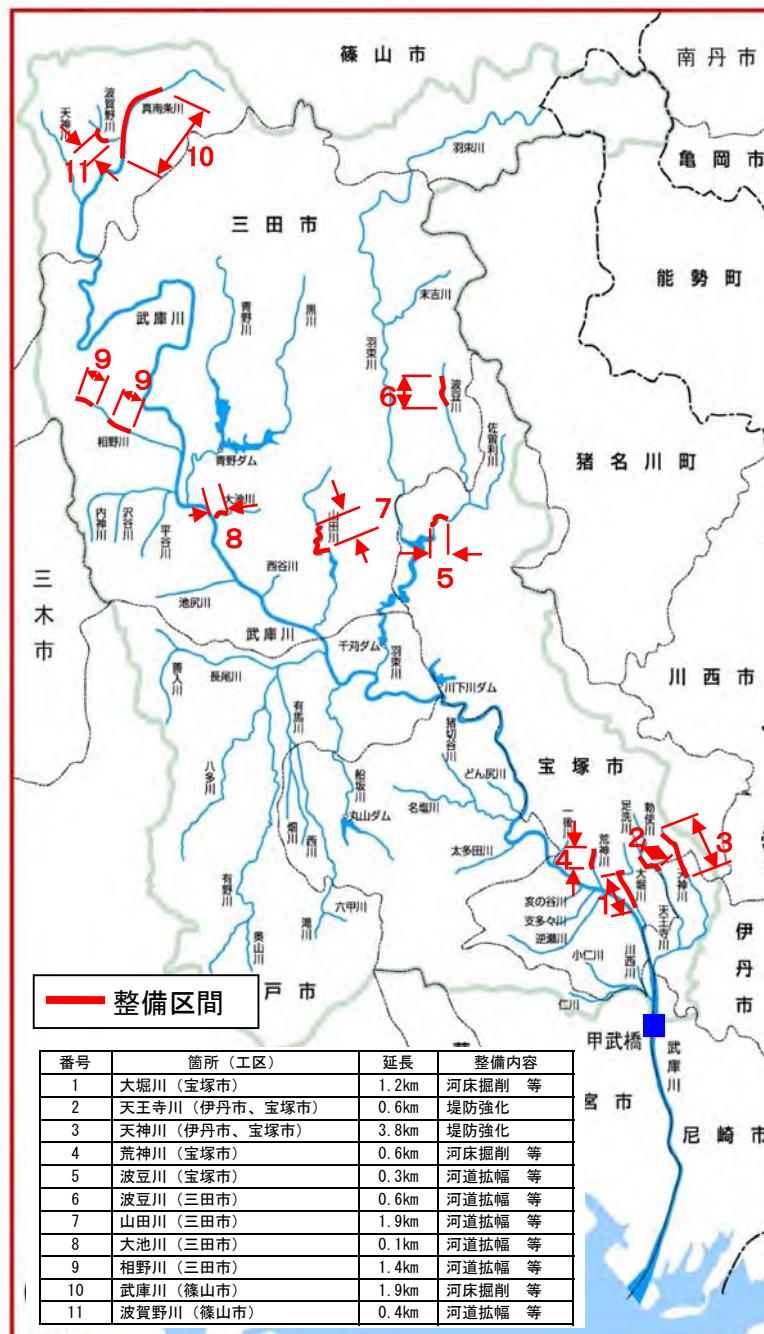 篠山市
南丹市
天神川
波賀野川
真南条川
10
11
羽束川
亀岡市
三田市
能勢町
武庫川
青野川
黒川
末吉川
羽束川
9
9
6
波豆川
佐曽利川
相野川
青野ダム
猪名川町
大池川
8
山田川
7
5
内神川
沢谷川
平谷川
西谷川
池尻川
三木市
武庫川
千苅ダム
羽束川
川下川ダム
川西市
善入川
長尾川
有馬川
八多川
船坂川
猪切谷川
どん尻川
宝塚市
名塩川
丸山ダム
畑川
西川
太多田川
一後川
荒神川
足洗川
勅使川
4
2
3
1
大堀川
天神川
天王寺川
有野川
六甲川
滝川
奥山川
亥の谷川
支多々川
逆瀬川
小仁川
川西川
仁川
伊丹市
整備区間
戸市
甲武橋
武庫川
宮市
尼崎市
番号 箇所（工区） 延長 整備内容
1 大堀川（宝塚市） 1.2km 河床掘削 等
2 天王寺川（伊丹市、宝塚市） 0.6km 堤防強化
3 天神川（伊丹市、宝塚市） 3.8km 堤防強化
4 荒神川（宝塚市） 0.6km 河床掘削 等
5 波豆川（宝塚市） 0.3km 河道拡幅 等
6 波豆川（三田市） 0.6km 河道拡幅 等
7 山田川（三田市） 1.9km 河道拡幅 等
8 大池川（三田市） 0.1km 河道拡幅 等
9 相野川（三田市） 1.4km 河道拡幅 等
10 武庫川（篠山市） 1.9km 河床掘削 等
11 波賀野川（篠山市） 0.4km 河道拡幅 等